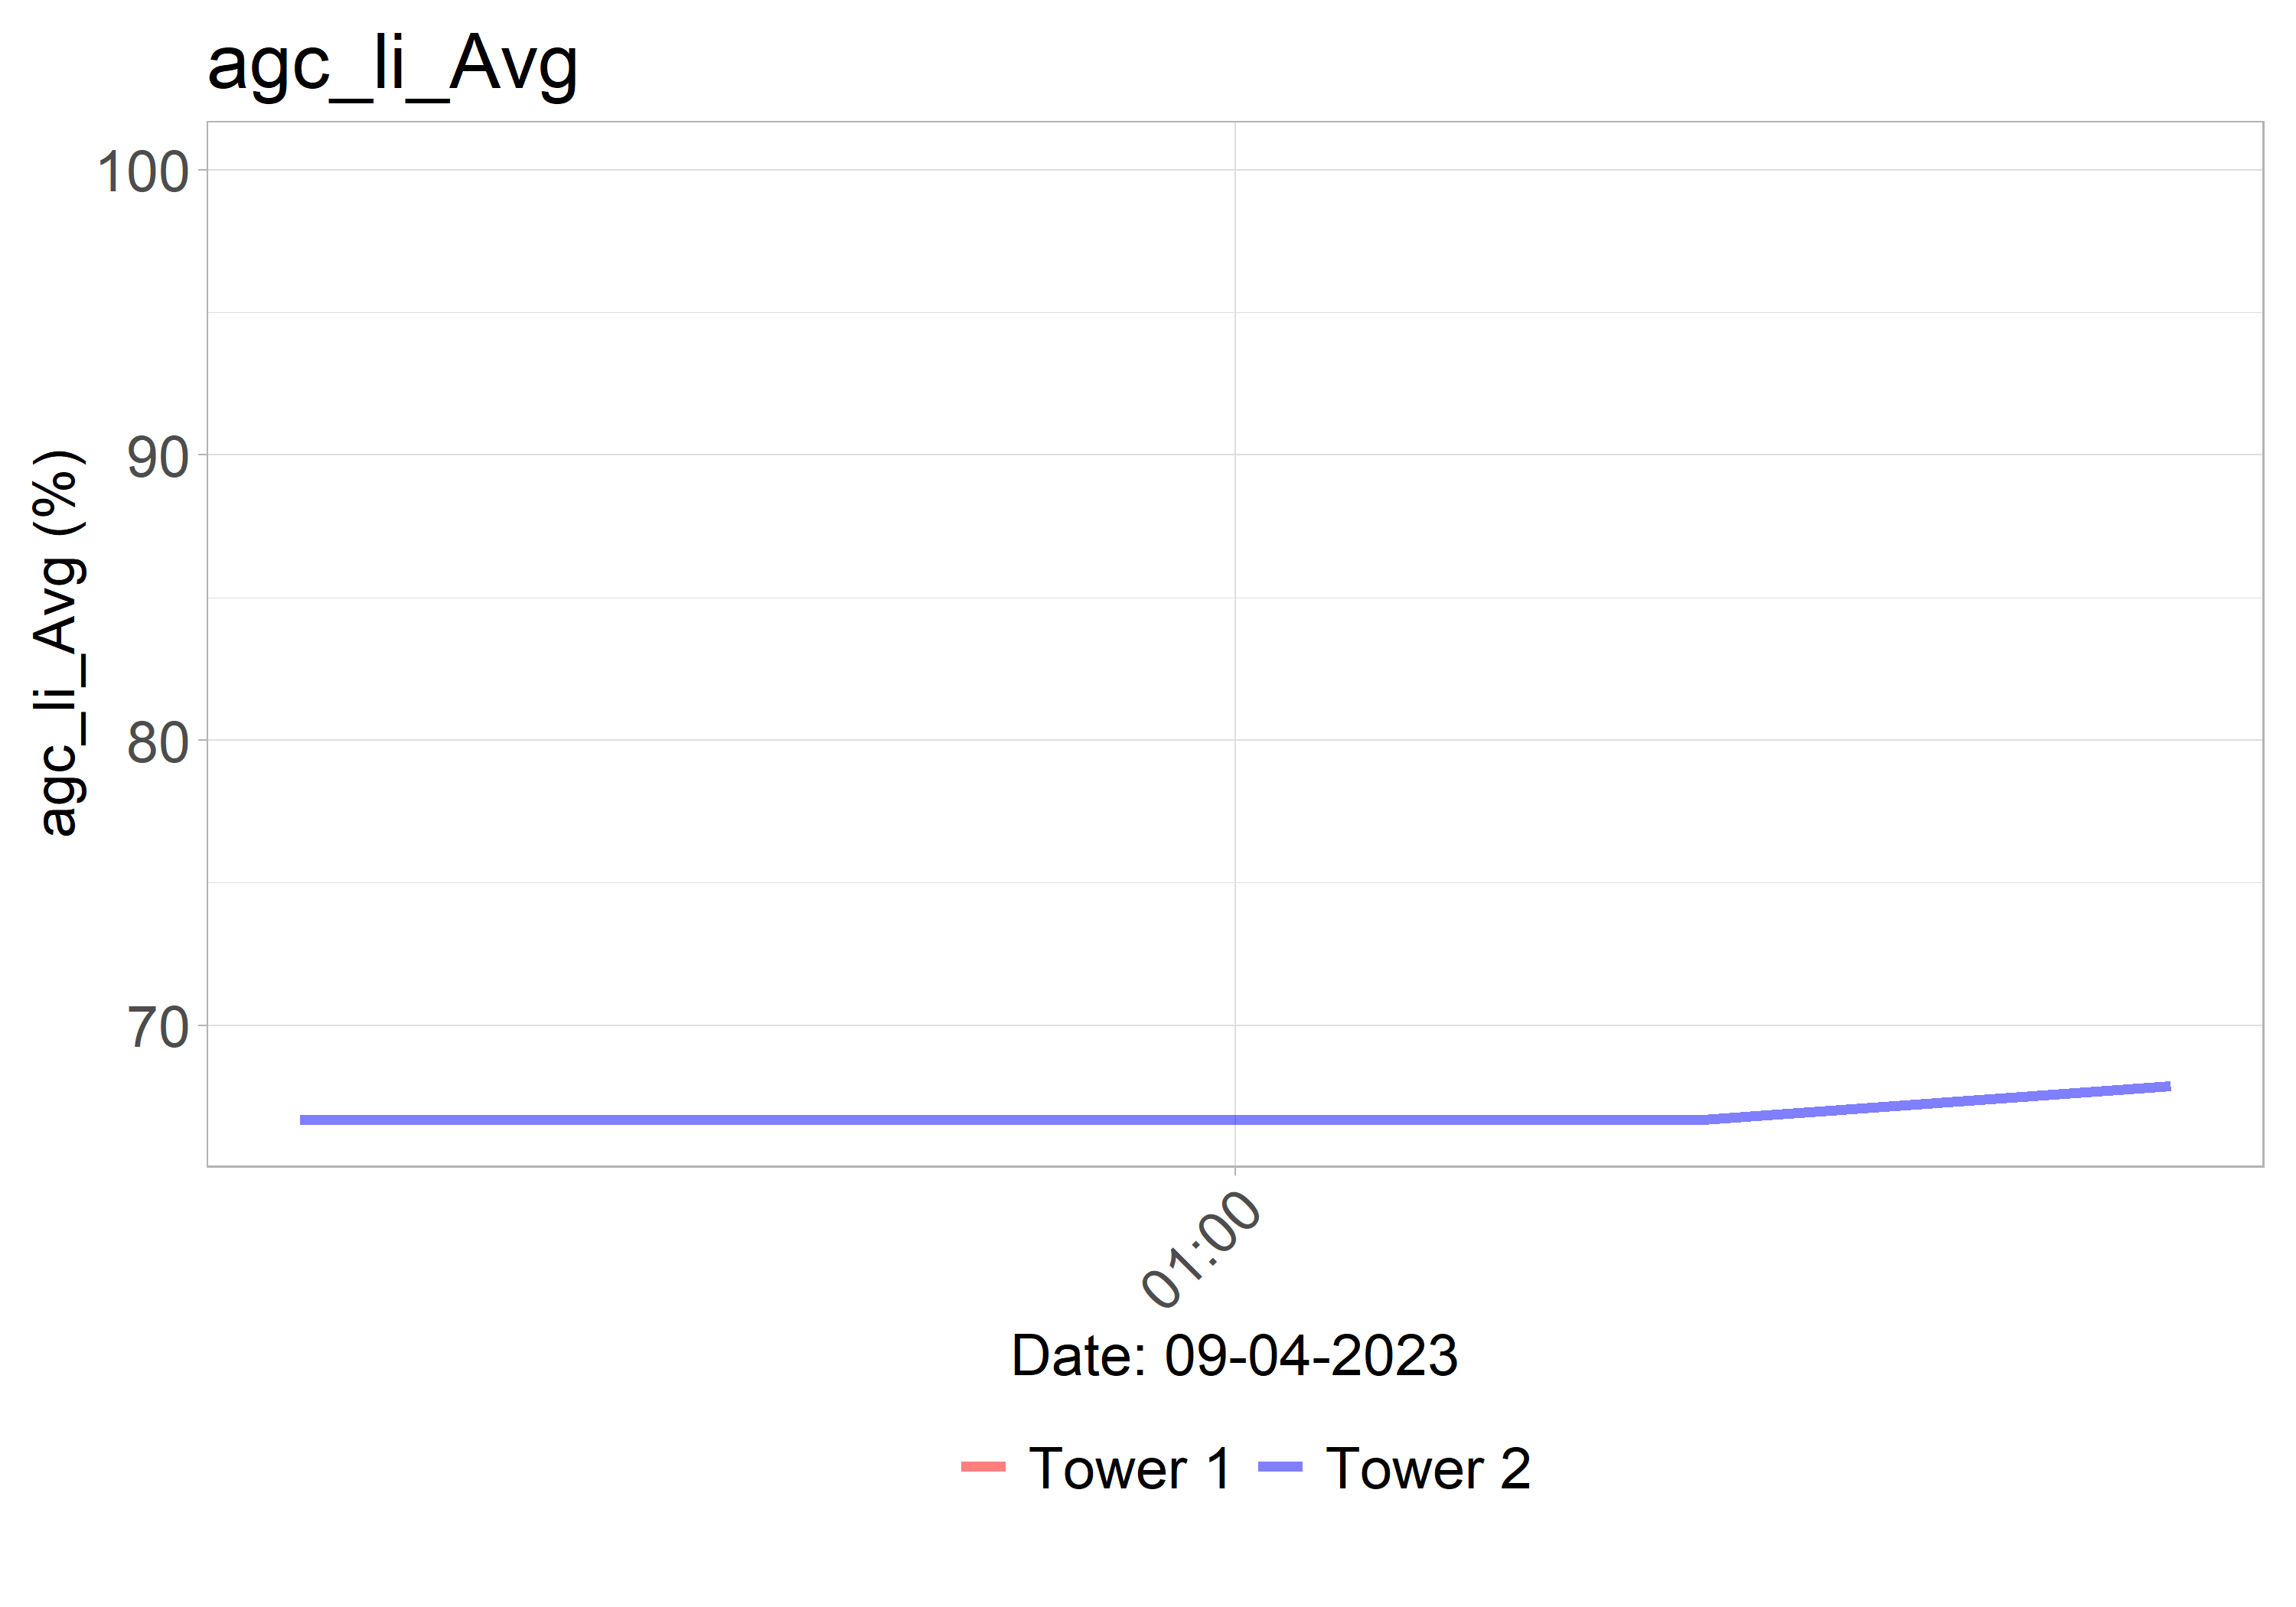 agc_li_Avg
agc_li_Avg (%)
100
90
80
70
01:00
Date: 09-04-2023
Tower 1 Tower 2